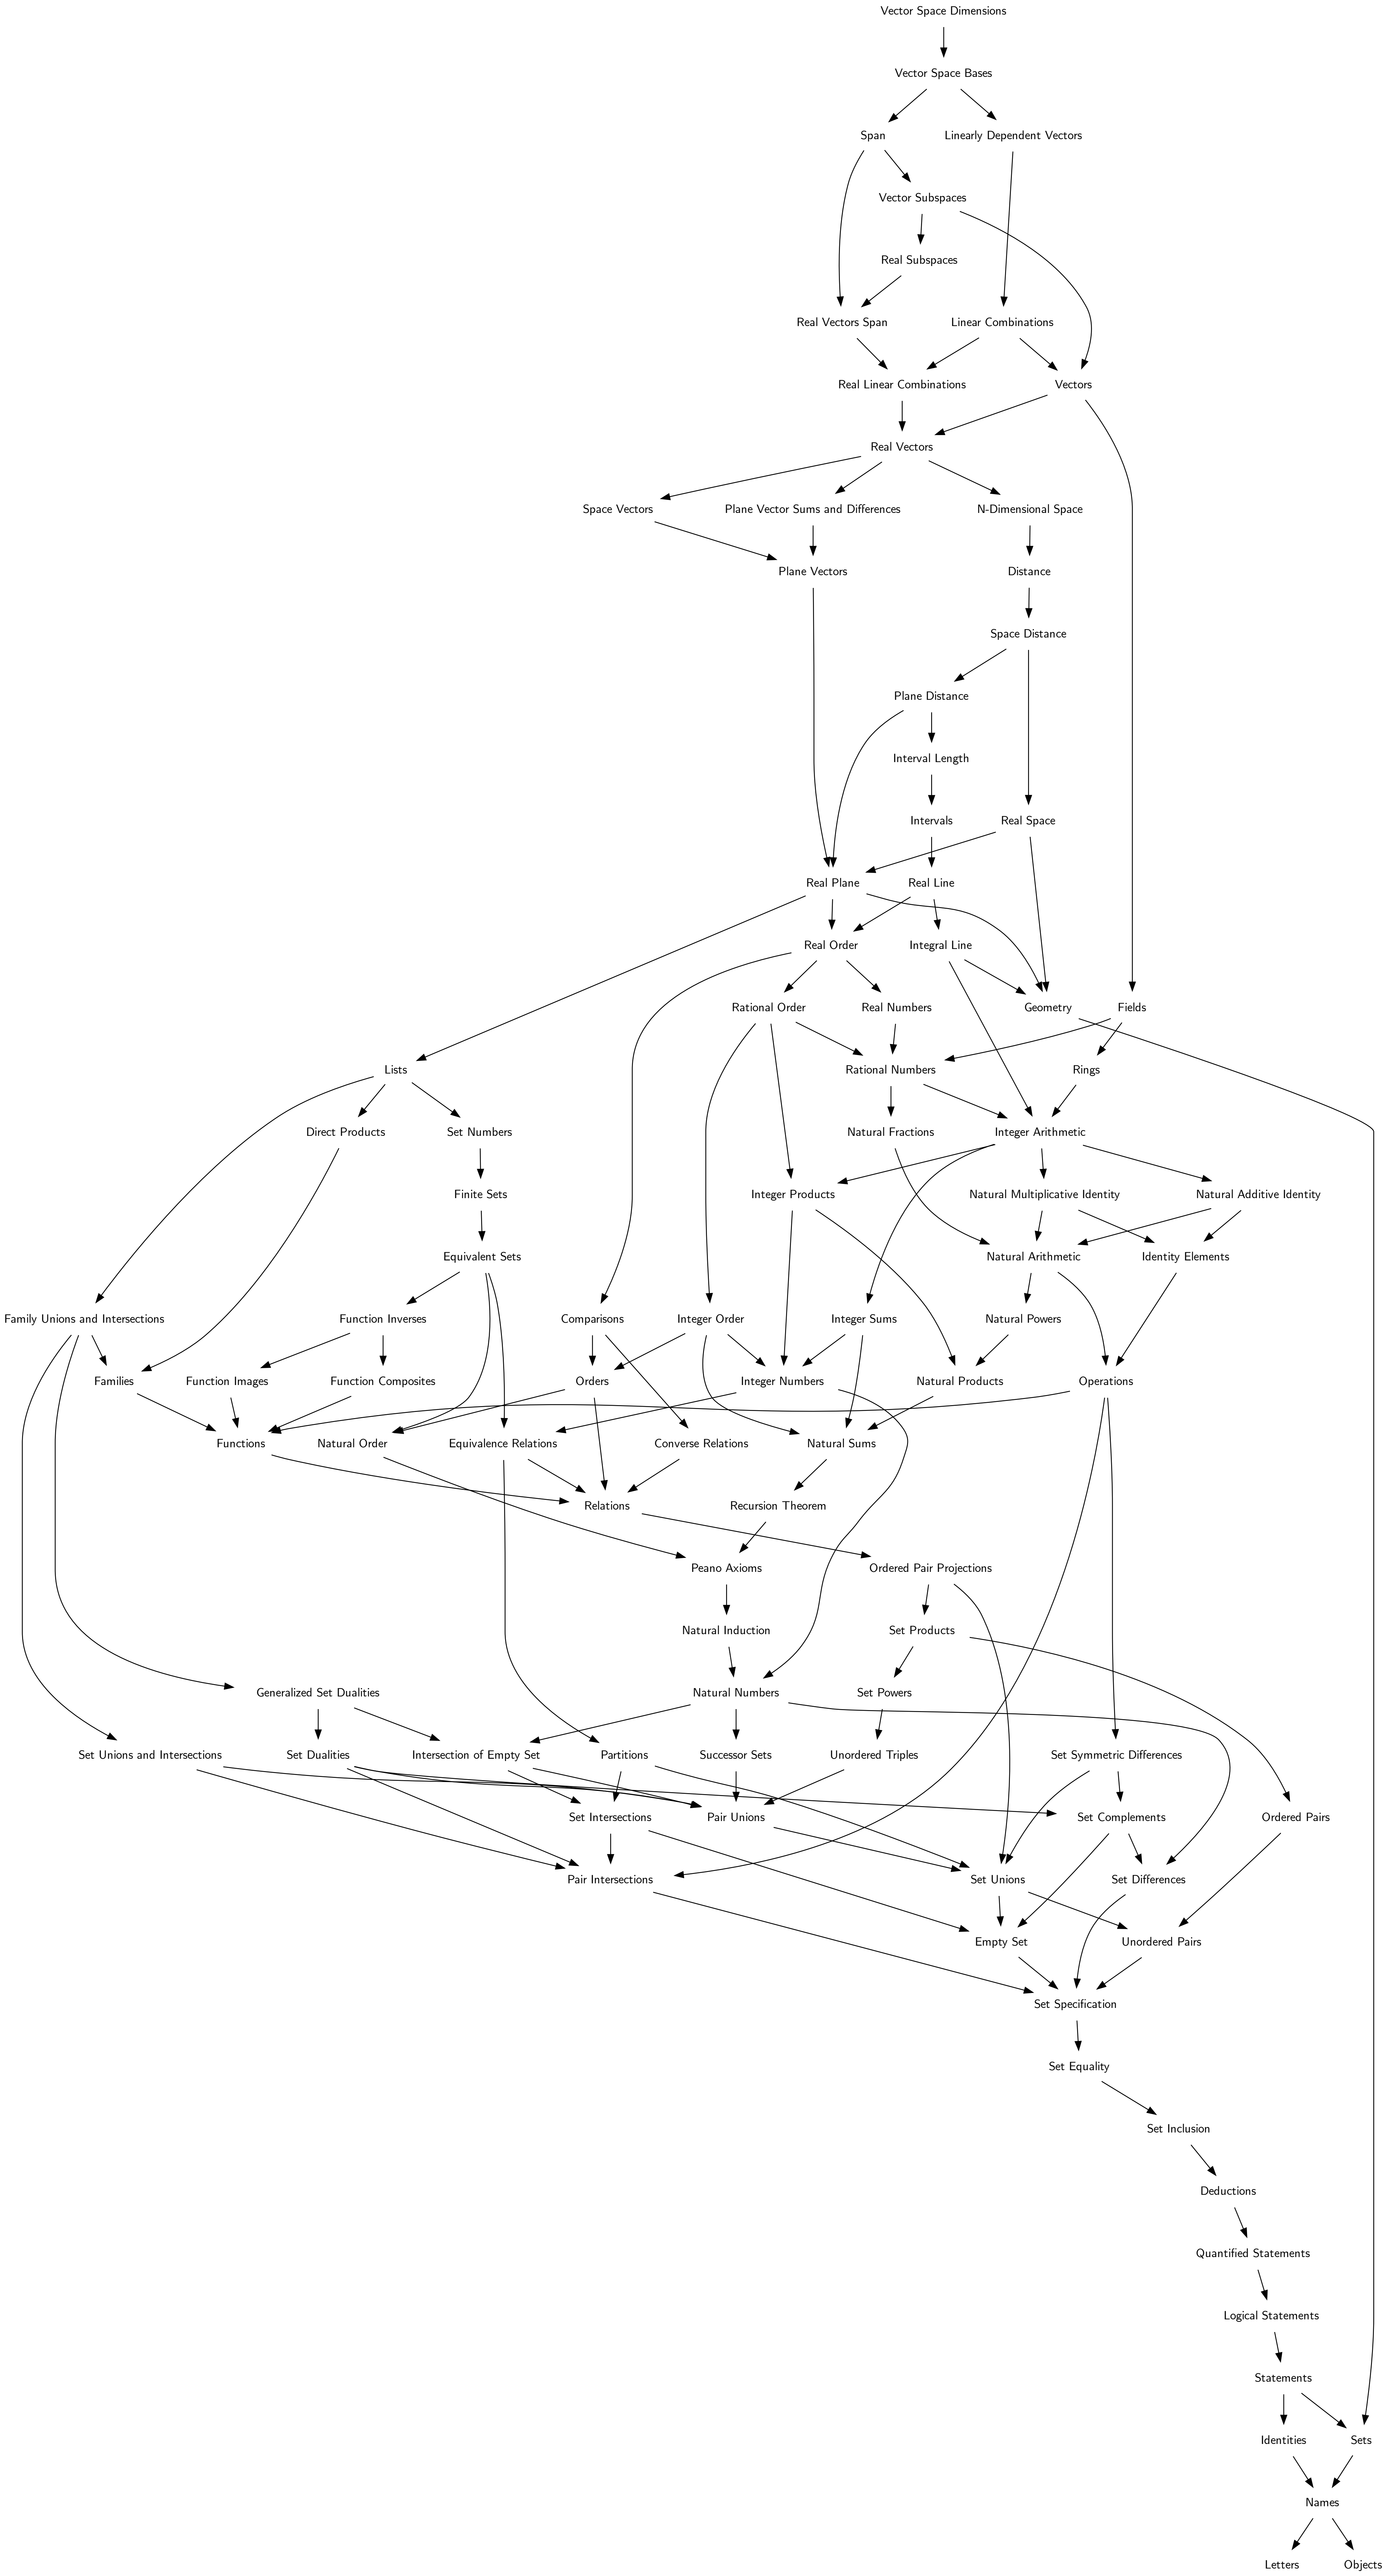 Vector Space Dimensions
Vector Space Bases
Span
Linearly Dependent Vectors
Vector Subspaces
Real Subspaces
Real Vectors Span
Linear Combinations
Real Linear Combinations
Vectors
Real Vectors
Space Vectors
Plane Vector Sums and Differences
N-Dimensional Space
Plane Vectors
Distance
Space Distance
Plane Distance
Interval Length
Intervals
Real Space
Real Plane
Real Line
Real Order
Integral Line
Rational Order
Real Numbers
Geometry
Fields
Lists
Rational Numbers
Rings
Direct Products
Set Numbers
Natural Fractions
Integer Arithmetic
Finite Sets
Integer Products
Natural Multiplicative Identity
Natural Additive Identity
Equivalent Sets
Natural Arithmetic
Identity Elements
Family Unions and Intersections
Function Inverses
Comparisons
Integer Order
Integer Sums
Natural Powers
Families
Function Images
Function Composites
Orders
Integer Numbers
Natural Products
Operations
Functions
Natural Order
Equivalence Relations
Converse Relations
Natural Sums
Relations
Recursion Theorem
Peano Axioms
Ordered Pair Projections
Natural Induction
Set Products
Generalized Set Dualities
Natural Numbers
Set Powers
Set Unions and Intersections
Set Dualities
Intersection of Empty Set
Partitions
Successor Sets
Unordered Triples
Set Symmetric Differences
Set Intersections
Pair Unions
Set Complements
Ordered Pairs
Pair Intersections
Set Unions
Set Differences
Empty Set
Unordered Pairs
Set Specification
Set Equality
Set Inclusion
Deductions
Quantified Statements
Logical Statements
Statements
Identities
Sets
Names
Letters
Objects